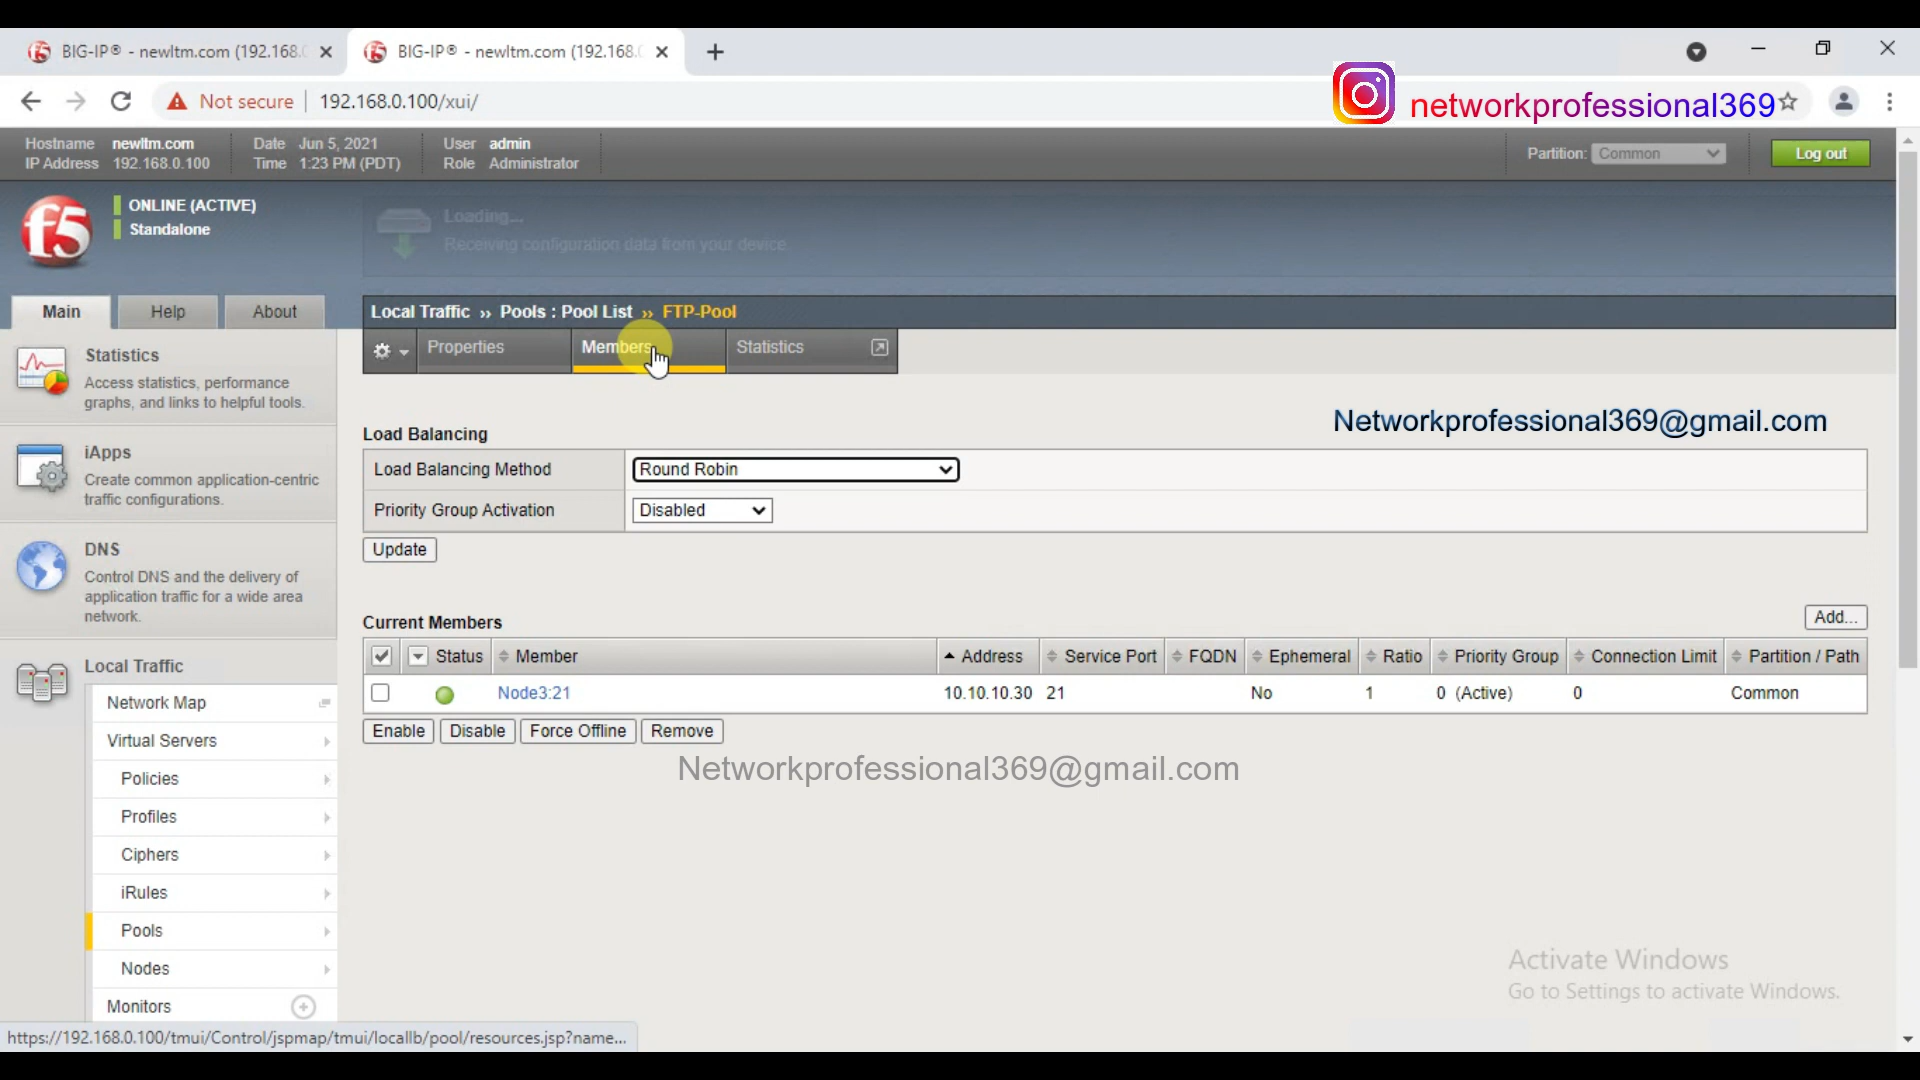 BIG-IP® - newltm.com (192.168.0
BIG-IP® - newltm.com (192.168.0
Not secure 192.168.0.100/xui/
networkprofessional369
Hostname newltm.com Date Jun 5, 2021 User admin
IP Address 192.168.0.100 Time 1:23 PM (PDT) Role Administrator
Partition: Common Log out
f5
ONLINE (ACTIVE)
Standalone
Loading...
Receiving configuration data from your device.
Main Help About
Local Traffic ›› Pools : Pool List ›› FTP-Pool
Properties Members Statistics
Statistics
Access statistics, performance
graphs, and links to helpful tools.
iApps
Create common application-centric
traffic configurations.
DNS
Control DNS and the delivery of
application traffic for a wide area
network.
Local Traffic
Network Map
Virtual Servers
Policies
Profiles
Ciphers
iRules
Pools
Nodes
Monitors
Networkprofessional369@gmail.com
Load Balancing
Load Balancing Method Round Robin
Priority Group Activation Disabled
Update
Current Members Add...
Status Member Address Service Port FQDN Ephemeral Ratio Priority Group Connection Limit Partition / Path
Node3:21 10.10.10.30 21 No 1 0 (Active) 0 Common
Enable Disable Force Offline Remove
Networkprofessional369@gmail.com
Activate Windows
Go to Settings to activate Windows.
https://192.168.0.100/tmui/Control/jspmap/tmui/locallb/pool/resources.jsp?name...